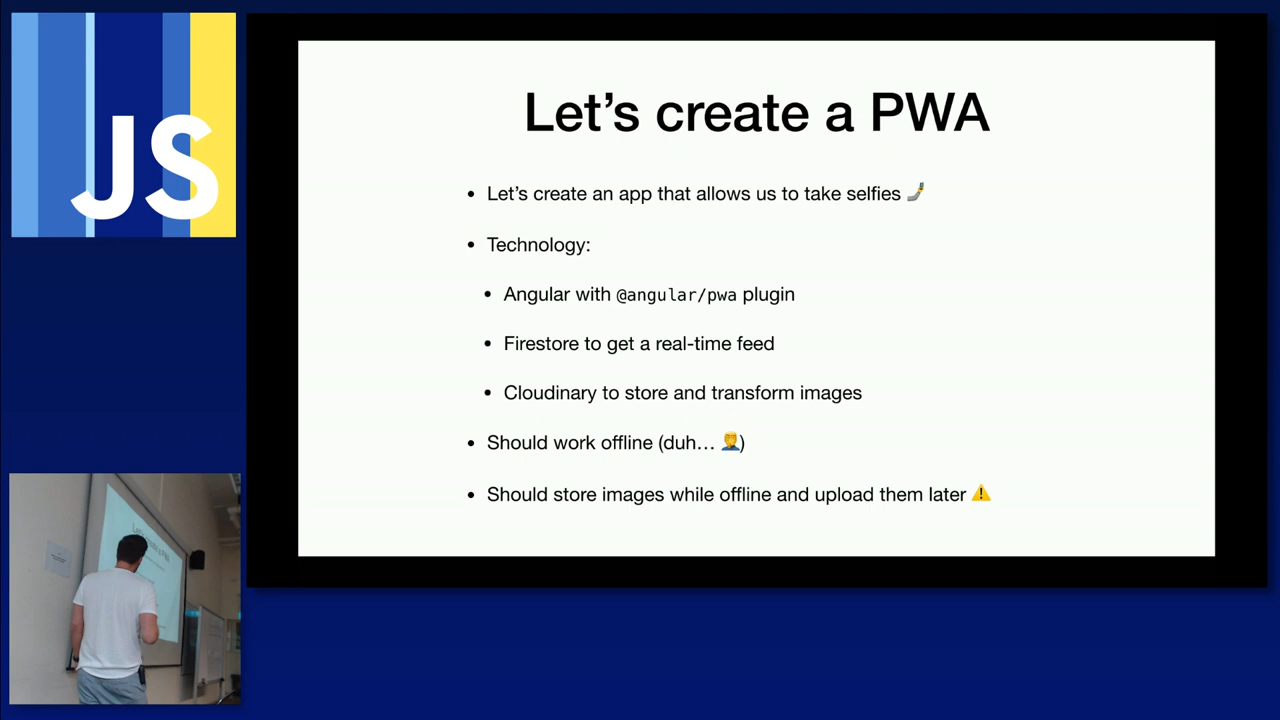 JS
Let’s create a PWA
• Let’s create an app that allows us to take selfies 🤳
• Technology:
• Angular with @angular/pwa plugin
• Firestore to get a real-time feed
• Cloudinary to store and transform images
• Should work offline (duh… 🤦‍♂️)
• Should store images while offline and upload them later ⚠️